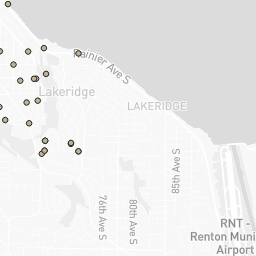 Rainier Ave S
Lakeridge
LAKERIDGE
76th Ave S
80th Ave S
85th Ave S
RNT -
Renton Muni
Airport